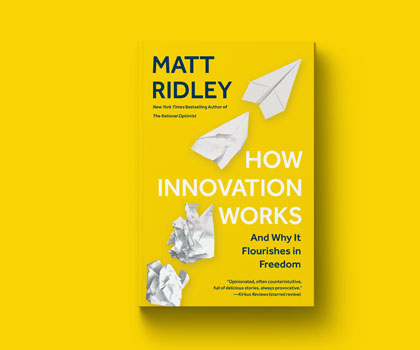 MATT
RIDLEY
New York Times Bestselling Author of
The Rational Optimist
HOW
INNOVATION
WORKS
And Why It
Flourishes in
Freedom
"Opinionated, often counterintuitive,
full of delicious stories, always provocative."
—Kirkus Reviews (starred review)